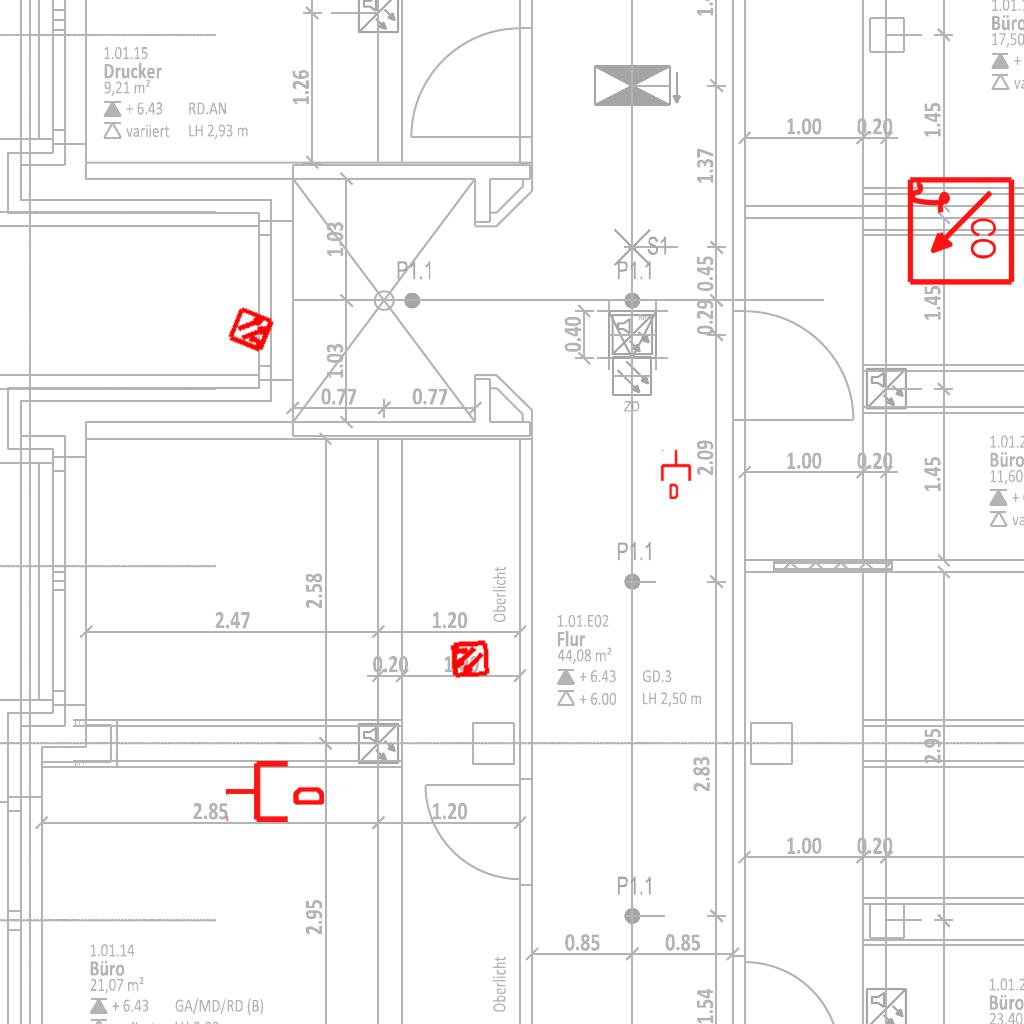 1.01.15
Drucker
9,21 m²
+ 6.43 RD.AN
variiert LH 2,93 m
1.26
1.37
1.00
0.20
1.45
Büro
17,50
1.03
P1.1
S1
P1.1
0.45
0.29
CO
1.45
0.40
1.03
0.77
0.77
ZD
2.09
D
1.00
0.20
1.45
Büro
11,60
P1.1
2.58
Oberlicht
2.47
1.20
1.01.E02
Flur
44,08 m²
+ 6.43 GD.3
+ 6.00 LH 2,50 m
0.20
2.83
2.95
D
2.85
1.20
1.00
0.20
P1.1
2.95
0.85
0.85
1.01.14
Büro
21,07 m²
+ 6.43 GA/MD/RD (B)
Oberlicht
1.54
Büro
23,40